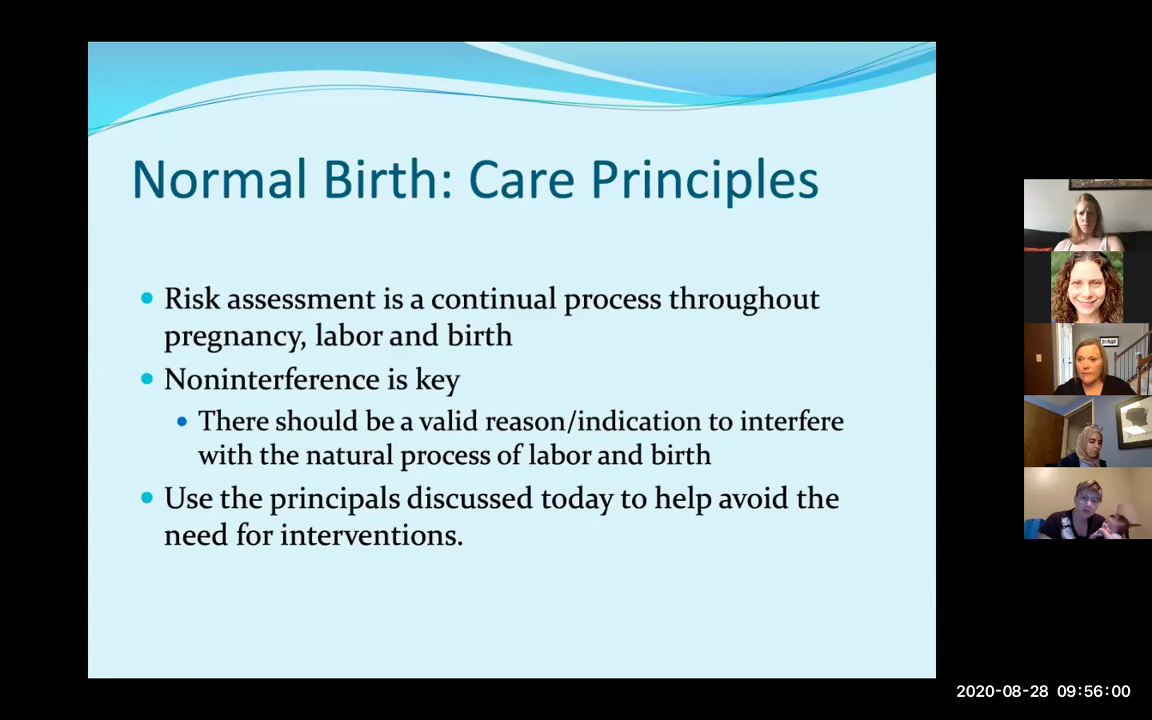 Normal Birth: Care Principles
Risk assessment is a continual process throughout
pregnancy, labor and birth
Noninterference is key
There should be a valid reason/indication to interfere
with the natural process of labor and birth
Use the principals discussed today to help avoid the
need for interventions.
2020-08-28 09:56:00